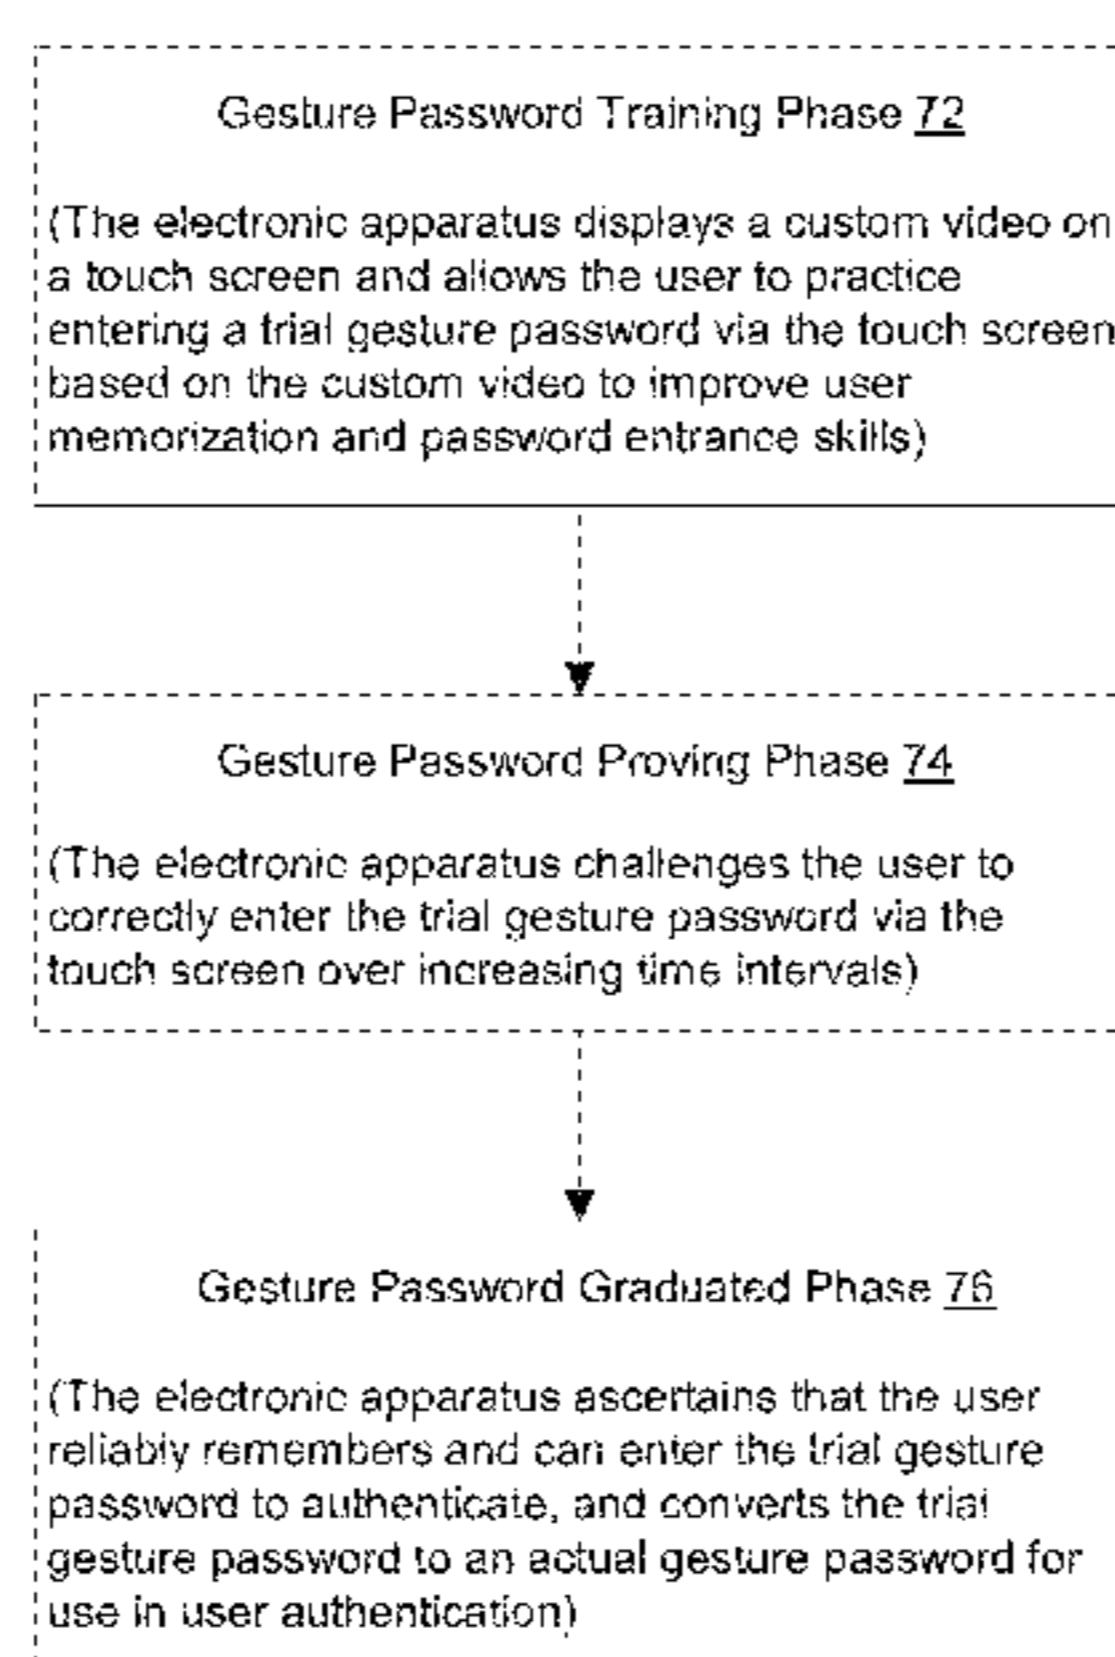 Gesture Password Training Phase 72
(The electronic apparatus displays a custom video on
a touch screen and allows the user to practice
entering a trial gesture password via the touch screen
based on the custom video to improve user
memorization and password entrance skills)
Gesture Password Proving Phase 74
(The electronic apparatus challenges the user to
correctly enter the trial gesture password via the
touch screen over increasing time intervals)
Gesture Password Graduated Phase 76
(The electronic apparatus ascertains that the user
reliably remembers and can enter the trial gesture
password to authenticate, and converts the trial
gesture password to an actual gesture password for
use in user authentication)